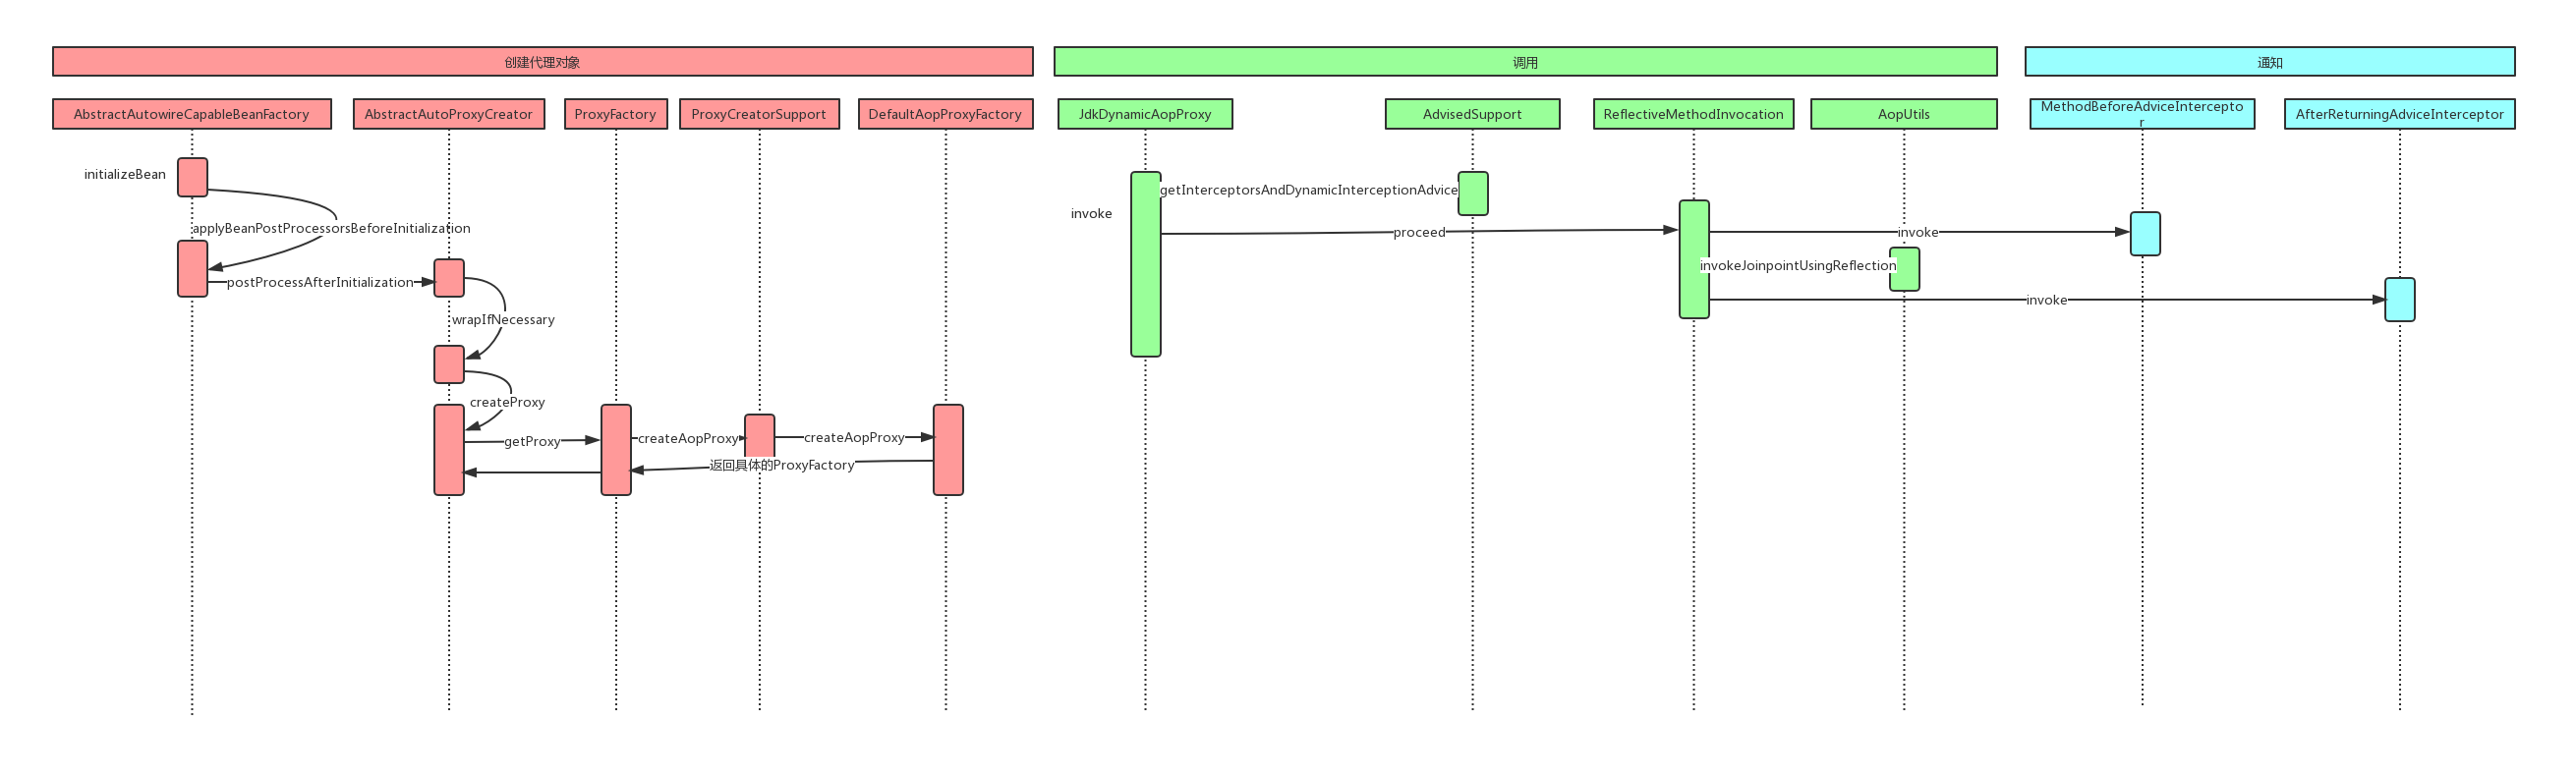 创建代理对象
调用
通知
AbstractAutowireCapableBeanFactory
AbstractAutoProxyCreator
ProxyFactory
ProxyCreatorSupport
DefaultAopProxyFactory
JdkDynamicAopProxy
AdvisedSupport
ReflectiveMethodInvocation
AopUtils
MethodBeforeAdviceIntercepto
r
AfterReturningAdviceInterceptor
initializeBean
applyBeanPostProcessorsBeforeInitialization
postProcessAfterInitialization
wrapIfNecessary
createProxy
getProxy
createAopProxy
createAopProxy
返回具体的ProxyFactory
getInterceptorsAndDynamicInterceptionAdvice
invoke
proceed
invoke
invokeJoinpointUsingReflection
invoke